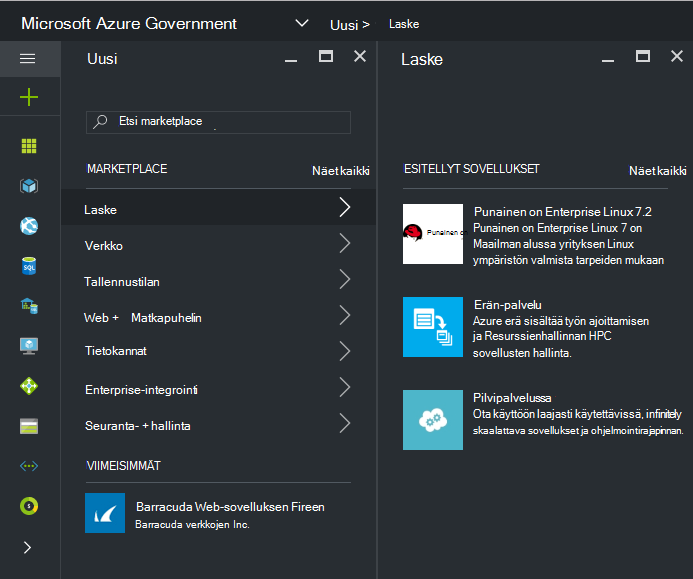 Microsoft Azure Government
Uusi >
Laske
Uusi
Etsi marketplace
MARKETPLACE
Näet kaikki
Laske
Verkko
Tallennustilan
Web + Matkapuhelin
Tietokannat
Enterprise-integrointi
Seuranta- + hallinta
VIIMEISIMMÄT
Barracuda Web-sovelluksen Fireen
Barracuda verkkojen Inc.
Laske
ESITELLYT SOVELLUKSET
Näet kaikki
Punainen on
Punainen on Enterprise Linux 7.2
Punainen on Enterprise Linux 7 on
Maailman alussa yrityksen Linux
ympäristön valmista tarpeiden mukaan
Erän-palvelu
Azure erä sisältää työn ajoittamisen
ja Resurssienhallinnan HPC
sovellusten hallinta.
Pilvipalvelussa
Ota käyttöön laajasti käytettävissä, infinitely
skaalattava sovellukset ja ohjelmointirajapinnan.
SQL